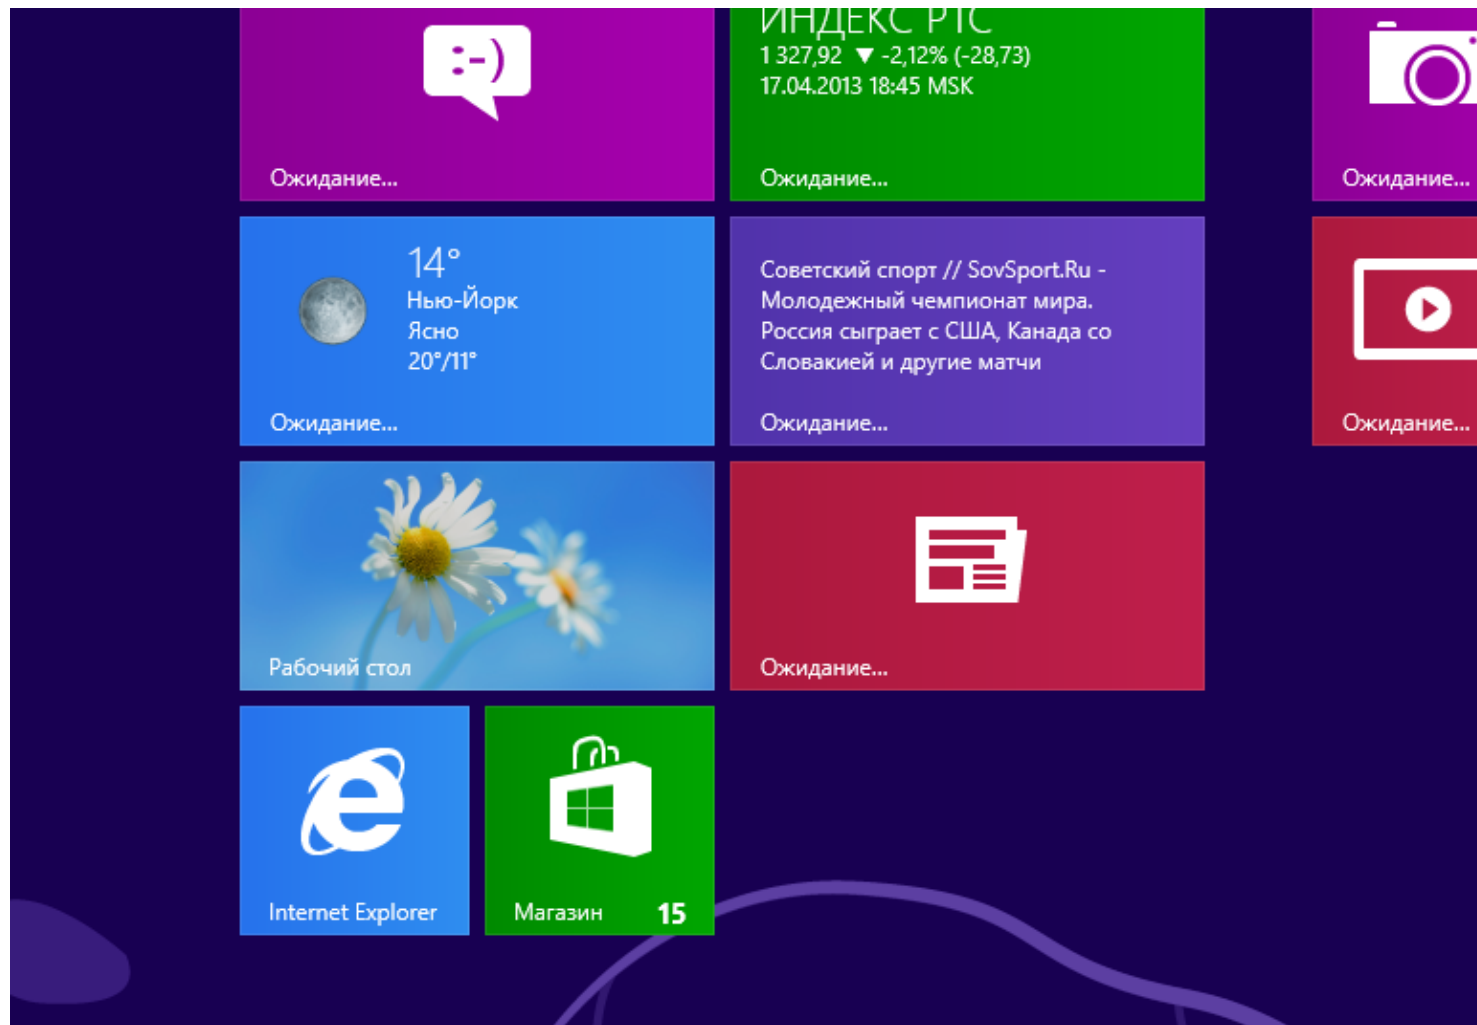 :-)
Ожидание...
ИНДЕКС РТС
1 327,92 ▼ -2,12% (-28,73)
17.04.2013 18:45 MSK
Ожидание...
Ожидание...
14°
Нью-Йорк
Ясно
20°/11°
Ожидание...
Советский спорт // SovSport.Ru -
Молодежный чемпионат мира.
Россия сыграет с США, Канада со
Словакией и другие матчи
Ожидание...
Ожидание...
Рабочий стол
Ожидание...
Internet Explorer
Магазин 15